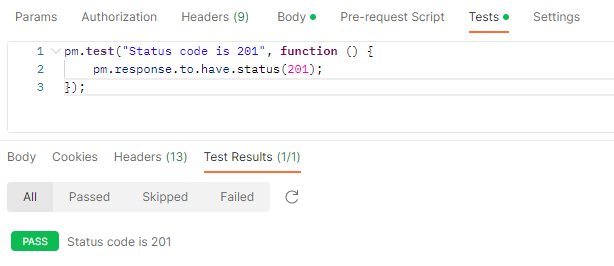 Params Authorization Headers (9) Body Pre-request Script Tests Settings
1 pm.test("Status code is 201", function () {
2 pm.response.to.have.status(201);
3 });
Body Cookies Headers (13) Test Results (1/1)
All Passed Skipped Failed
PASS Status code is 201